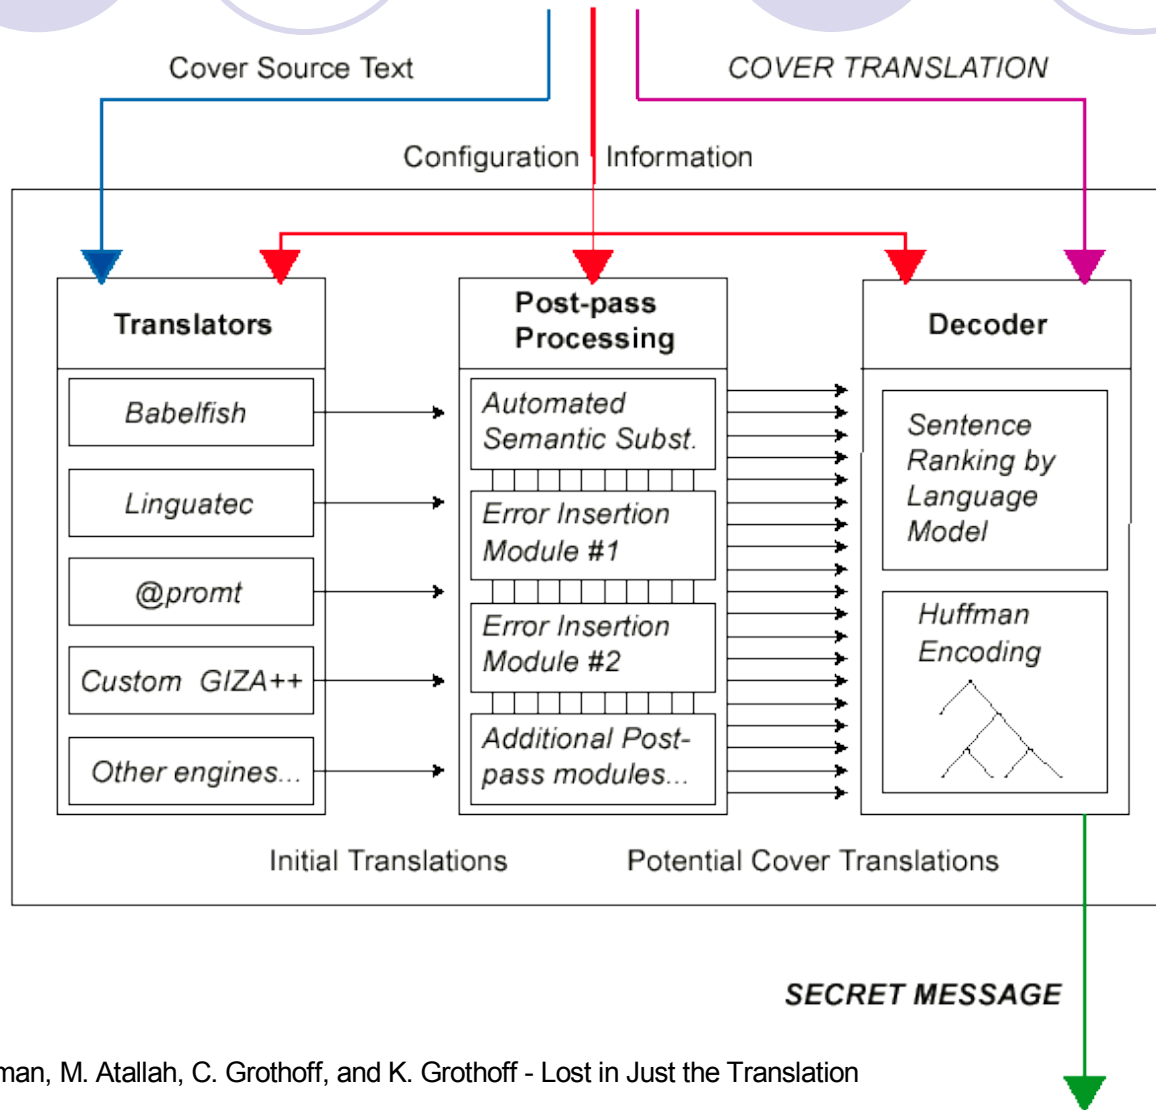 Cover Source Text
COVER TRANSLATION
Configuration Information
Translators
Babelfish
Linguatec
@promt
Custom GIZA++
Other engines...
Post-pass
Processing
Automated
Semantic Subst.
Error Insertion
Module #1
Error Insertion
Module #2
Additional Post-
pass modules...
Decoder
Sentence
Ranking by
Language
Model
Huffman
Encoding
Initial Translations
Potential Cover Translations
SECRET MESSAGE
man, M. Atallah, C. Grothoff, and K. Grothoff - Lost in Just the Translation